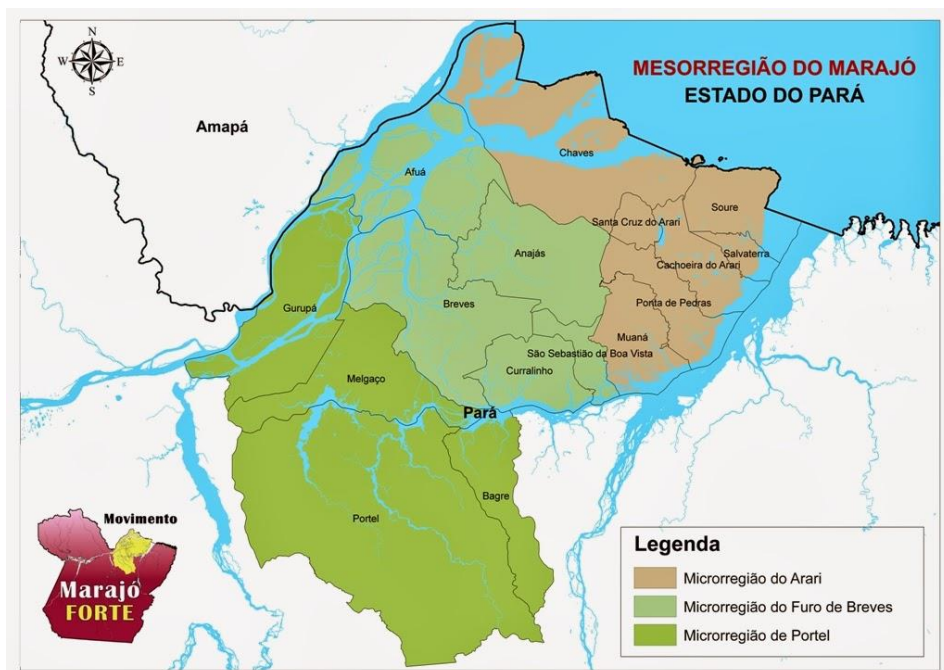 N
W
E
S
MESORREGIÃO DO MARAJÓ
ESTADO DO PARÁ
Amapá
Chaves
Afuá
Soure
Santa Cruz do Arari
Anajás
Salvaterra
Cachoeira do Arari
Gurupá
Breves
Ponta de Pedras
Muaná
São Sebastião da Boa Vista
Curralinho
Melgaço
Pará
Bagre
Portel
Movimento
Marajó
FORTE
Legenda
Microrregião do Arari
Microrregião do Furo de Breves
Microrregião de Portel